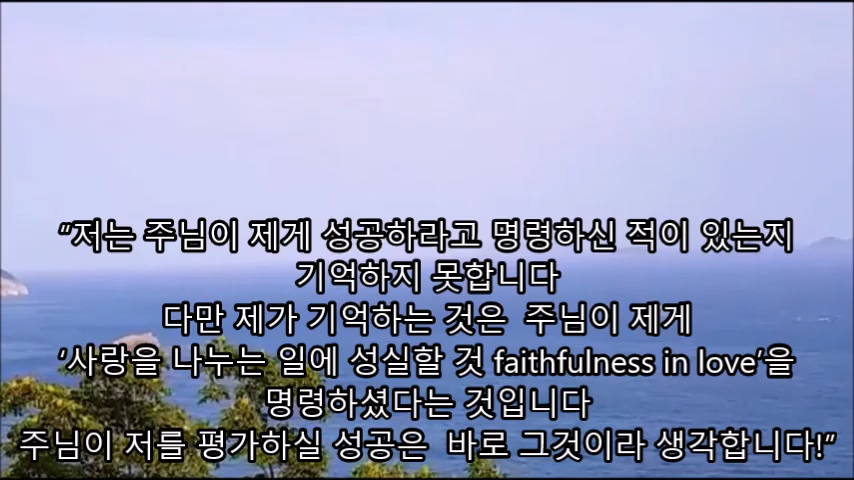 “저는 주님이 제게 성공하라고 명령하신 적이 있는지
기억하지 못합니다
다만 제가 기억하는 것은  주님이 제게
‘사랑을 나누는 일에 성실할 것 faithfulness in love’을
명령하셨다는 것입니다
주님이 저를 평가하실 성공은  바로 그것이라 생각합니다!”